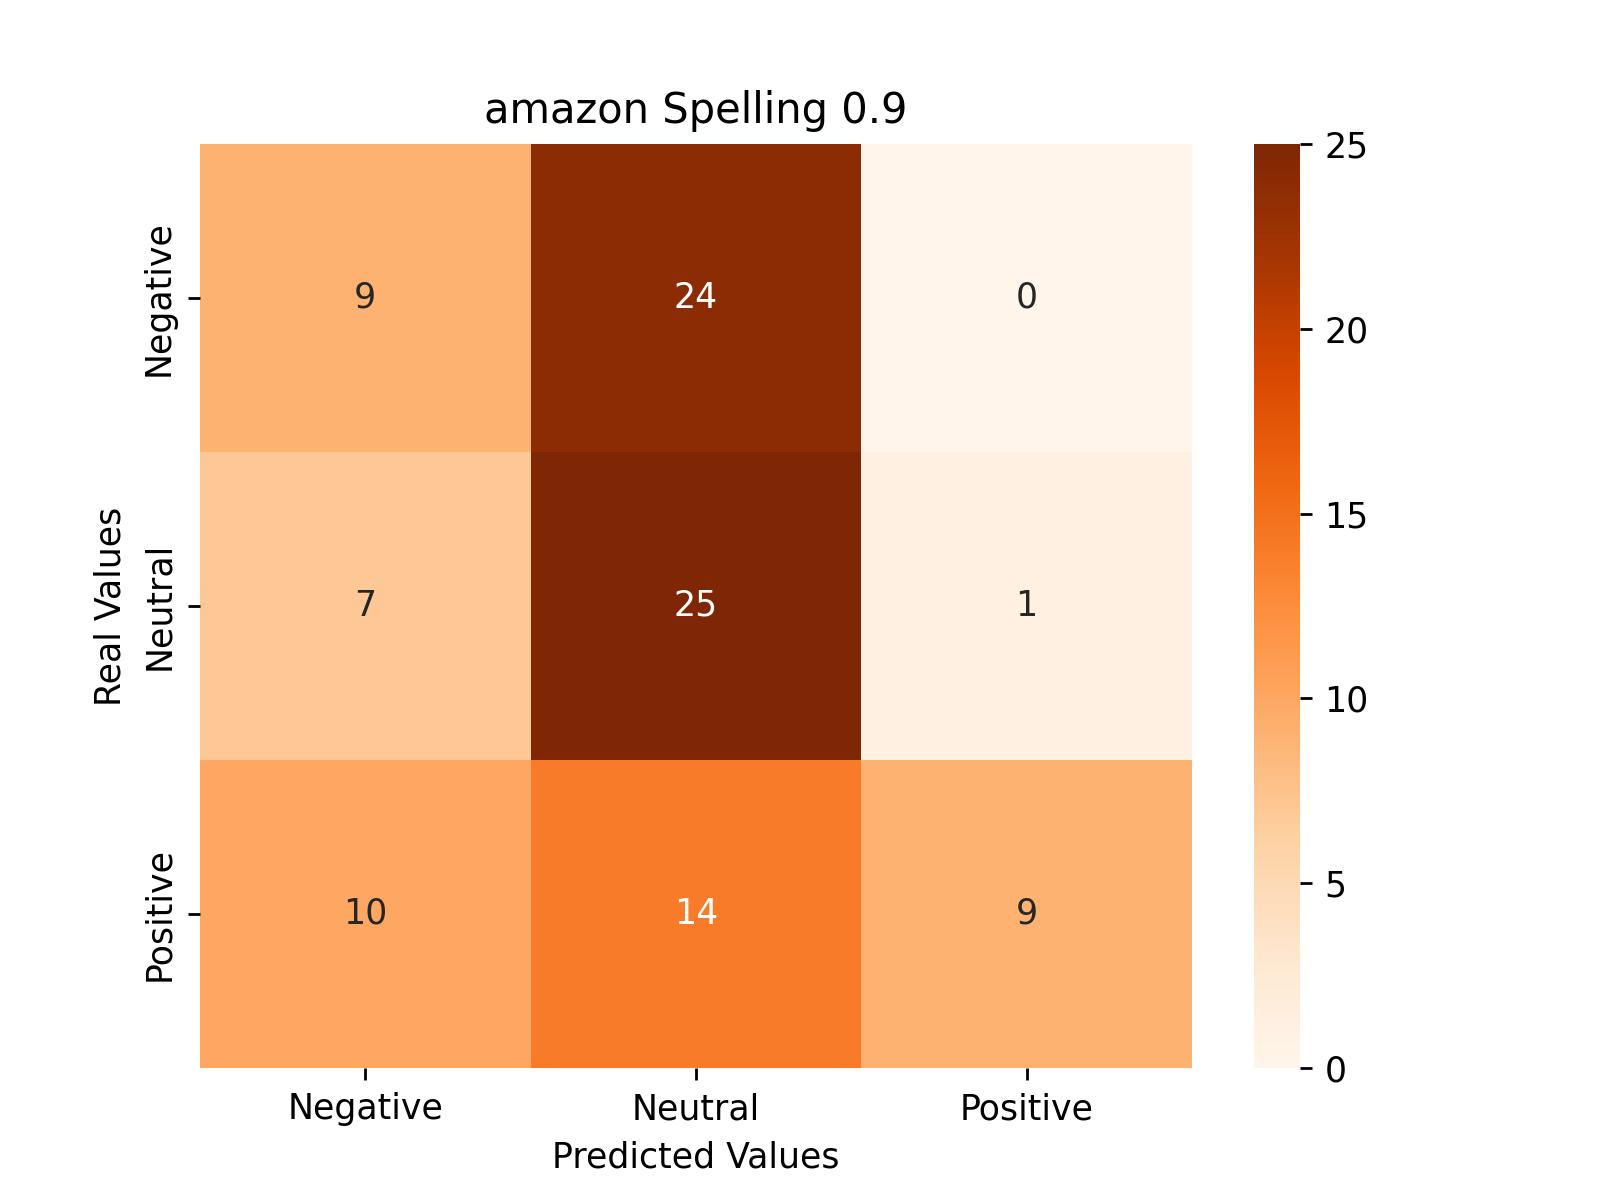 amazon Spelling 0.9
Real Values
Negative
9
24
0
Neutral
7
25
1
Positive
10
14
9
Negative
Neutral
Positive
Predicted Values
25
20
15
10
5
0